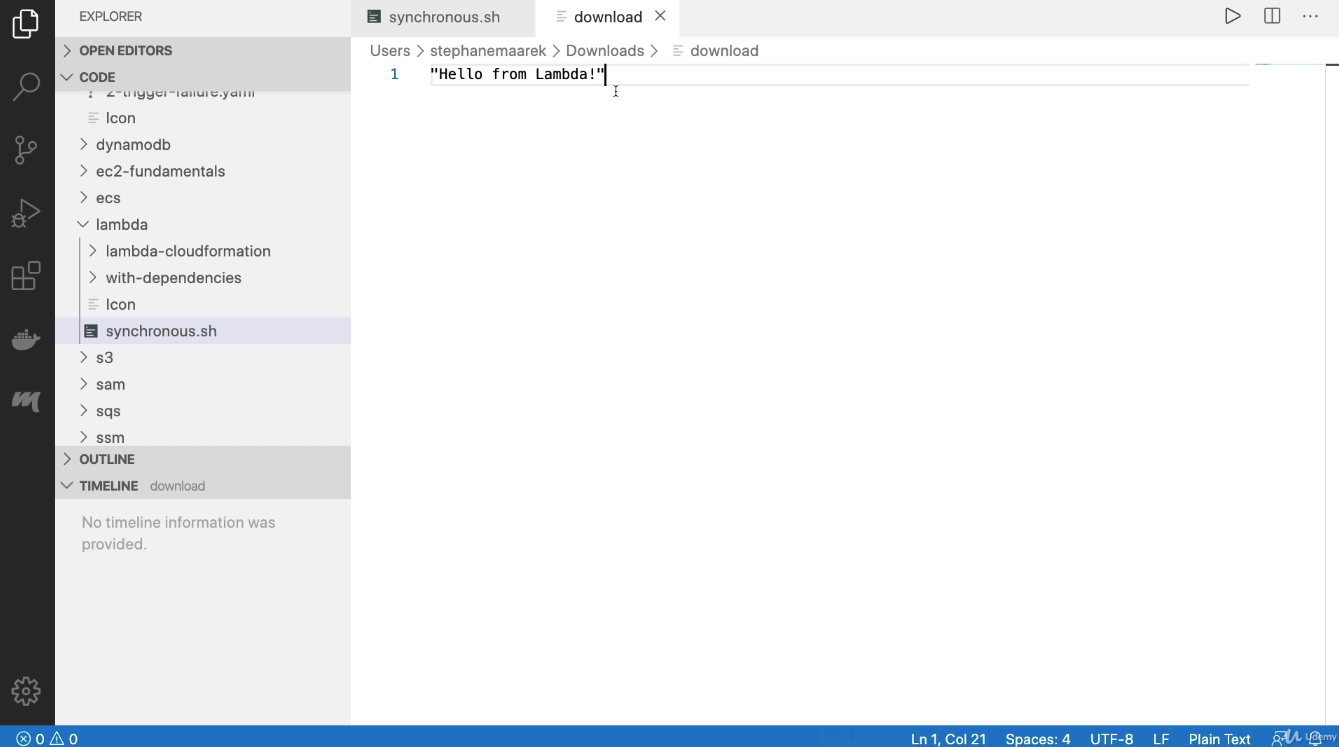 EXPLORER
OPEN EDITORS
CODE
2-trigger-failure.yaml
Icon
dynamodb
ec2-fundamentals
ecs
lambda
lambda-cloudformation
with-dependencies
Icon
synchronous.sh
s3
sam
sqs
ssm
OUTLINE
TIMELINE download
No timeline information was
provided.
synchronous.sh
download
Users > stephanemaarek > Downloads > download
1 "Hello from Lambda!"
0 0
Ln 1, Col 21 Spaces: 4 UTF-8 LF Plain Text
Udemy